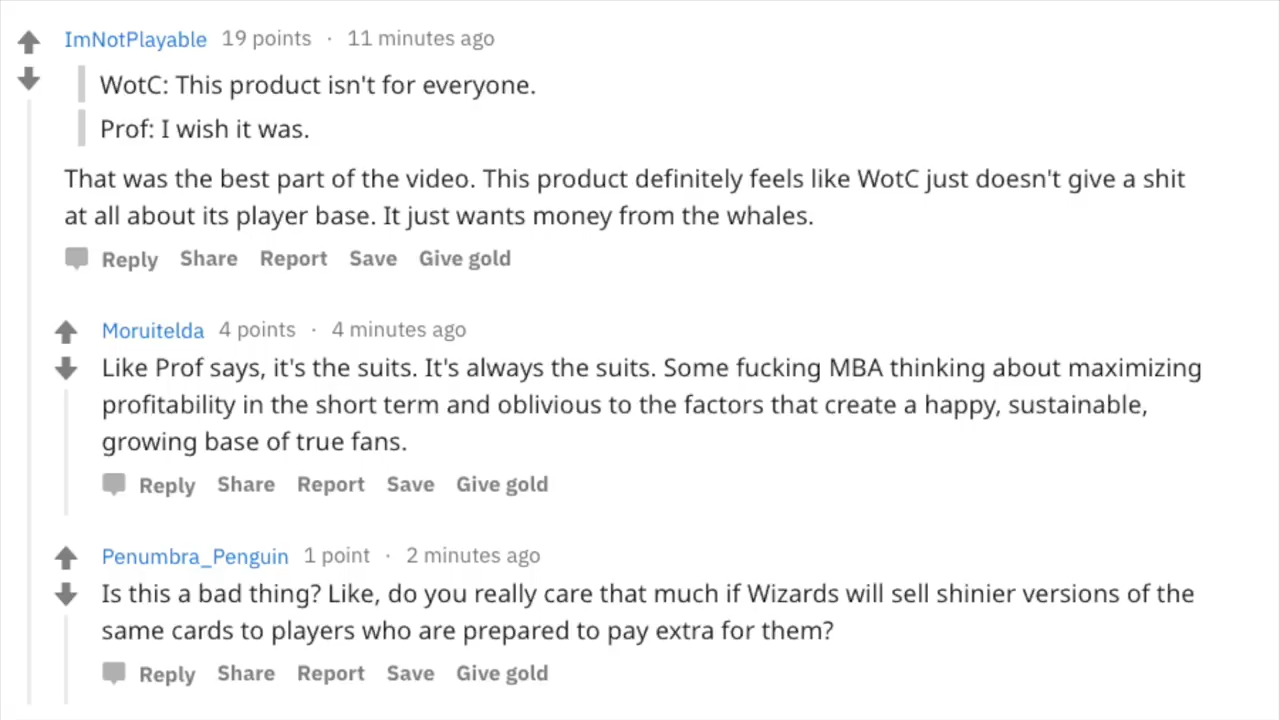 ImNotPlayable 19 points · 11 minutes ago
WotC: This product isn't for everyone.
Prof: I wish it was.
That was the best part of the video. This product definitely feels like WotC just doesn't give a shit
at all about its player base. It just wants money from the whales.
Reply Share Report Save Give gold
Moruitelda 4 points · 4 minutes ago
Like Prof says, it's the suits. It's always the suits. Some fucking MBA thinking about maximizing
profitability in the short term and oblivious to the factors that create a happy, sustainable,
growing base of true fans.
Reply Share Report Save Give gold
Penumbra_Penguin 1 point · 2 minutes ago
Is this a bad thing? Like, do you really care that much if Wizards will sell shinier versions of the
same cards to players who are prepared to pay extra for them?
Reply Share Report Save Give gold